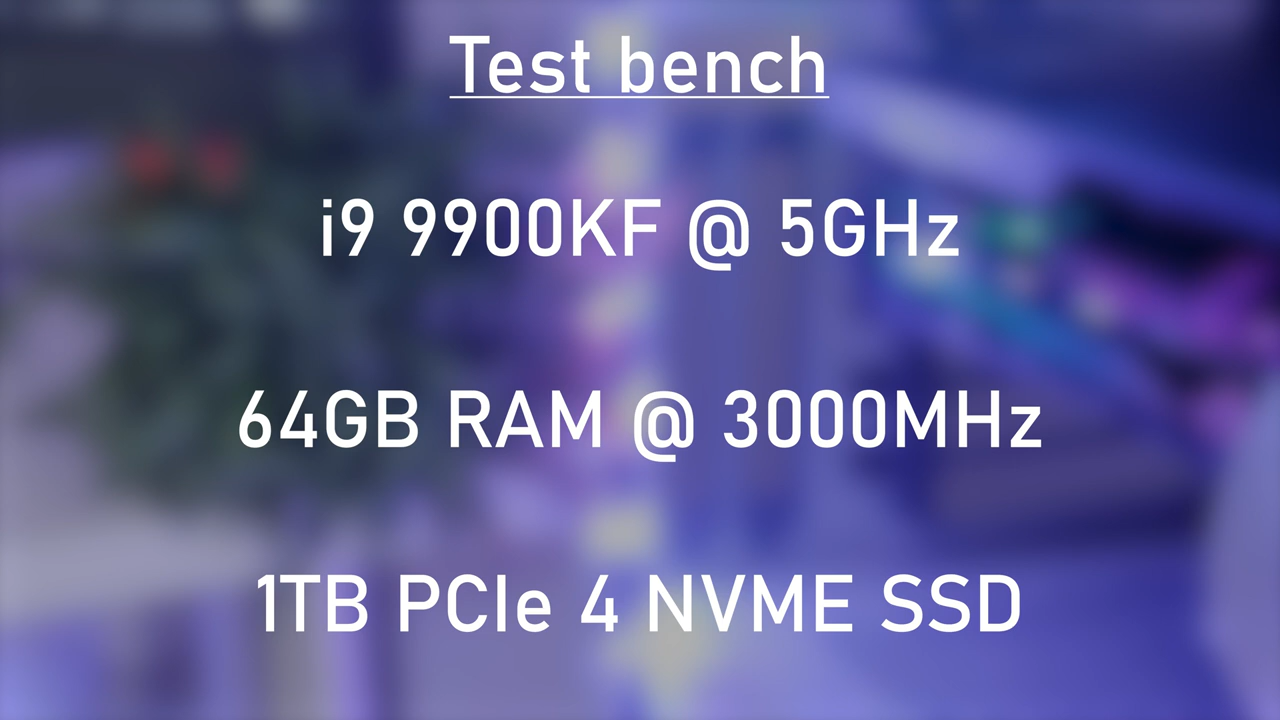 Test bench
i9 9900KF @ 5GHz
64GB RAM @ 3000MHz
1TB PCIe 4 NVME SSD